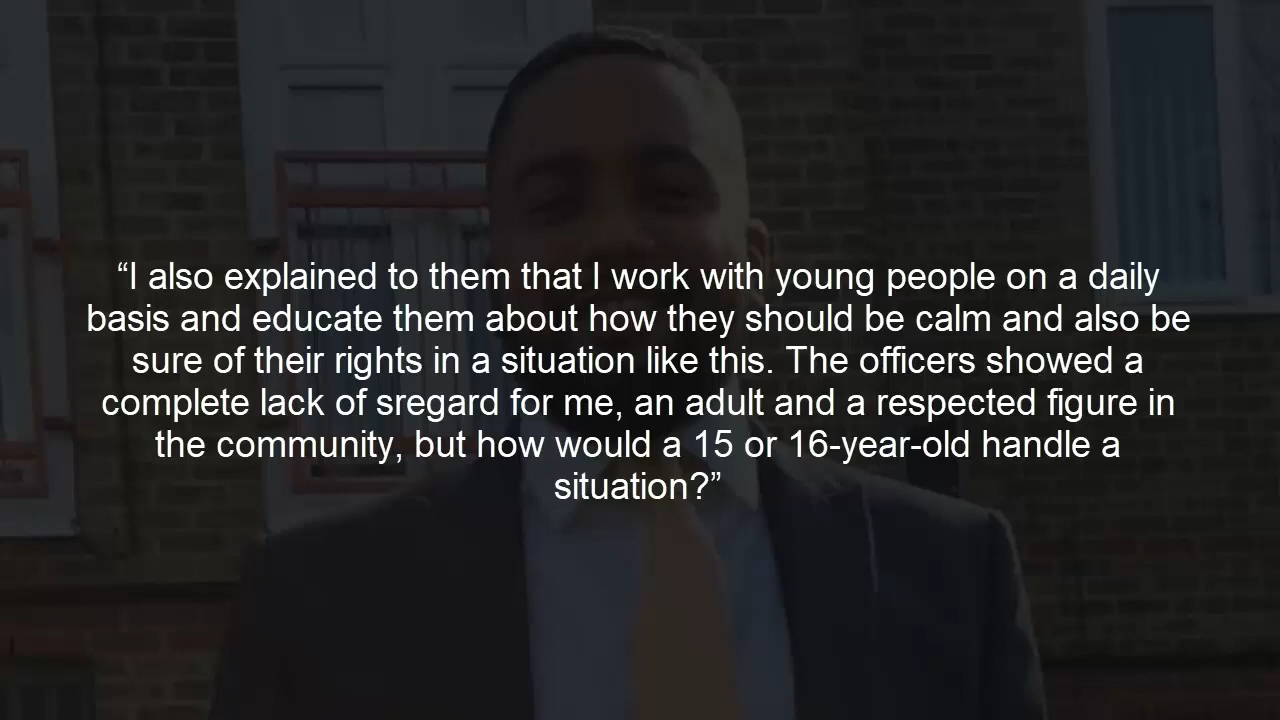 “I also explained to them that I work with young people on a daily
basis and educate them about how they should be calm and also be
sure of their rights in a situation like this. The officers showed a
complete lack of sregard for me, an adult and a respected figure in
the community, but how would a 15 or 16-year-old handle a
situation?”